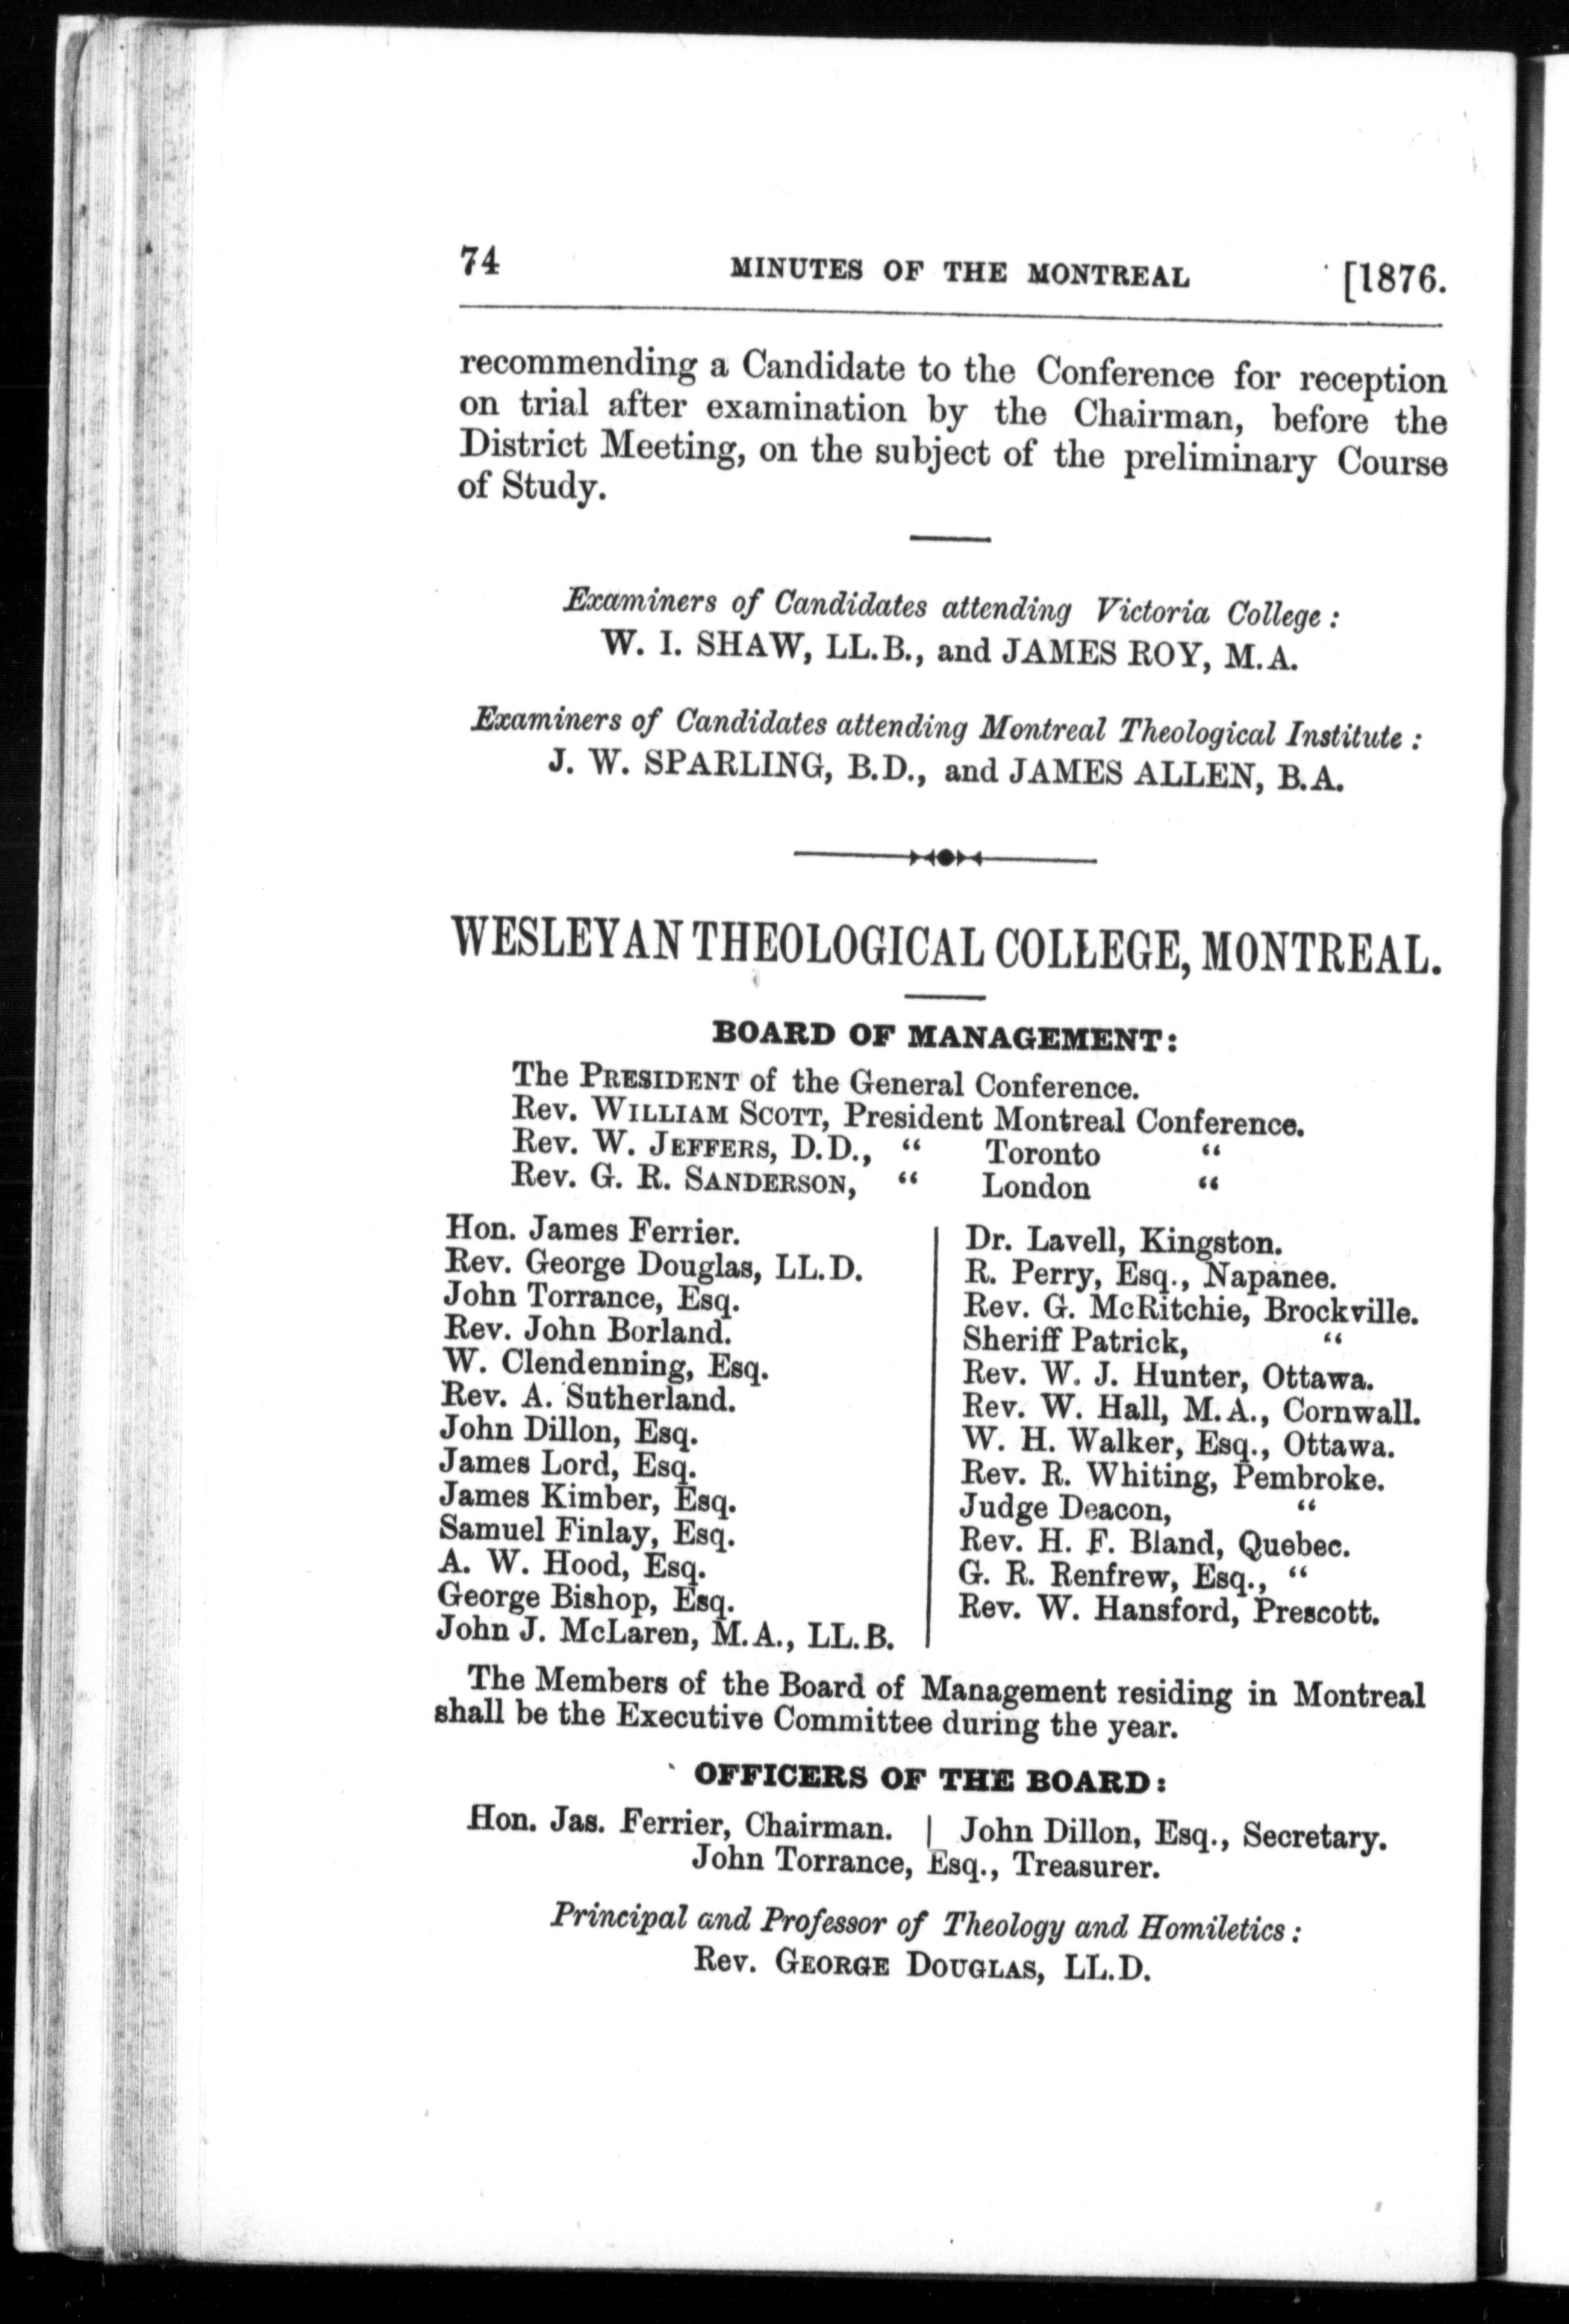 74 MINUTES OF THE MONTREAL [1876.
recommending a Candidate to the Conference for reception
on trial after examination by the Chairman, before the
District Meeting, on the subject of the preliminary Course
of Study.
Examiners of Candidates attending Victoria College :
W. I. SHAW, LL.B., and JAMES ROY, M.A.
Examiners of Candidates attending Montreal Theological Institute :
J. W. SPARLING, B.D., and JAMES ALLEN, B.A.
WESLEYAN THEOLOGICAL COLLEGE, MONTREAL.
BOARD OF MANAGEMENT:
The PRESIDENT of the General Conference.
Rev. WILLIAM SCOTT, President Montreal Conference.
Rev. W. JEFFERS, D.D., “ Toronto “
Rev. G. R. SANDERSON, “ London “
Hon. James Ferrier.
Rev. George Douglas, LL.D.
John Torrance, Esq.
Rev. John Borland.
W. Clendenning, Esq.
Rev. A. Sutherland.
John Dillon, Esq.
James Lord, Esq.
James Kimber, Esq.
Samuel Finlay, Esq.
A. W. Hood, Esq.
George Bishop, Esq.
John J. McLaren, M.A., LL.B.
Dr. Lavell, Kingston.
R. Perry, Esq., Napanee.
Rev. G. McRitchie, Brockville.
Sheriff Patrick, “
Rev. W. J. Hunter, Ottawa.
Rev. W. Hall, M.A., Cornwall.
W. H. Walker, Esq., Ottawa.
Rev. R. Whiting, Pembroke.
Judge Deacon, “
Rev. H. F. Bland, Quebec.
G. R. Renfrew, Esq., “
Rev. W. Hansford, Prescott.
The Members of the Board of Management residing in Montreal
shall be the Executive Committee during the year.
OFFICERS OF THE BOARD:
Hon. Jas. Ferrier, Chairman. | John Dillon, Esq., Secretary.
John Torrance, Esq., Treasurer.
Principal and Professor of Theology and Homiletics :
Rev. GEORGE DOUGLAS, LL.D.